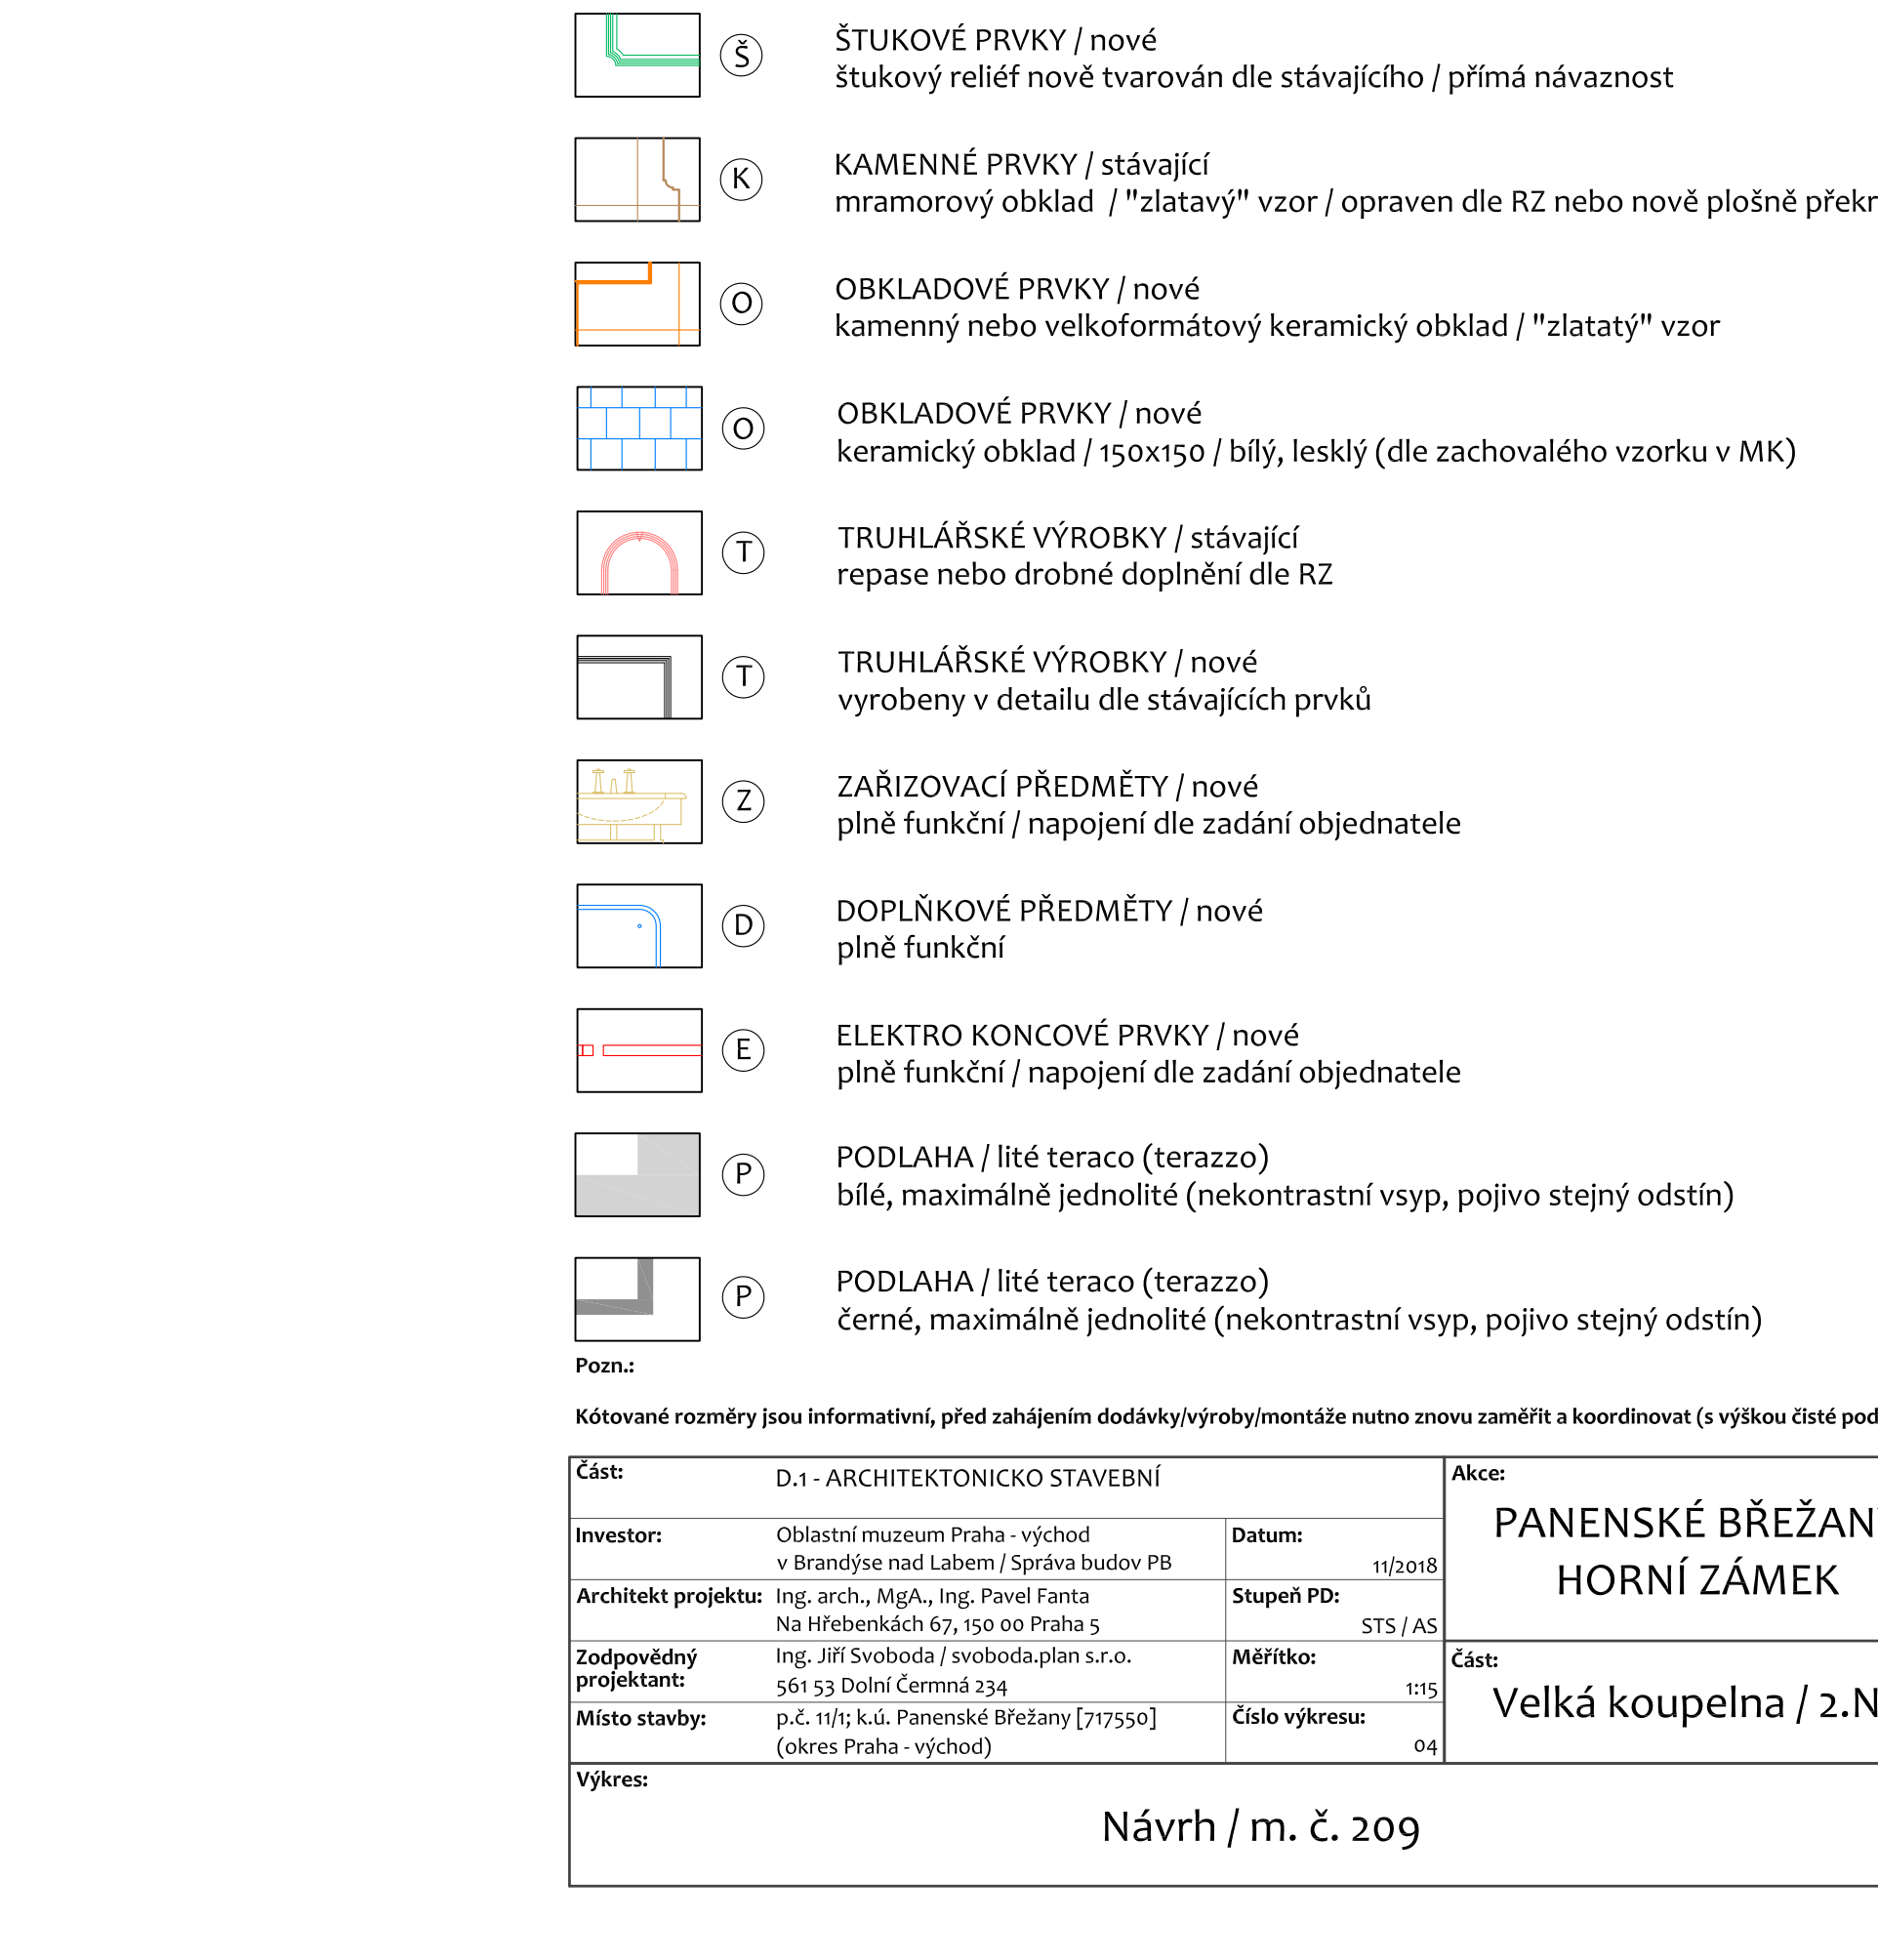 Š
ŠTUKOVÉ PRVKY / nové
štukový reliéf nově tvarován dle stávajícího / přímá návaznost
K
KAMENNÉ PRVKY / stávající
mramorový obklad / "zlatavý" vzor / opraven dle RZ nebo nově plošně překr
O
OBKLADOVÉ PRVKY / nové
kamenný nebo velkoformátový keramický obklad / "zlatatý" vzor
O
OBKLADOVÉ PRVKY / nové
keramický obklad / 150x150 / bílý, lesklý (dle zachovalého vzorku v MK)
T
TRUHLÁŘSKÉ VÝROBKY / stávající
repase nebo drobné doplnění dle RZ
T
TRUHLÁŘSKÉ VÝROBKY / nové
vyrobeny v detailu dle stávajících prvků
Z
ZAŘIZOVACÍ PŘEDMĚTY / nové
plně funkční / napojení dle zadání objednatele
D
DOPLŇKOVÉ PŘEDMĚTY / nové
plně funkční
E
ELEKTRO KONCOVÉ PRVKY / nové
plně funkční / napojení dle zadání objednatele
P
PODLAHA / lité teraco (terazzo)
bílé, maximálně jednolité (nekontrastní vsyp, pojivo stejný odstín)
P
PODLAHA / lité teraco (terazzo)
černé, maximálně jednolité (nekontrastní vsyp, pojivo stejný odstín)
Pozn.:
Kótované rozměry jsou informativní, před zahájením dodávky/výroby/montáže nutno znovu zaměřit a koordinovat (s výškou čisté pod
Část:
D.1 - ARCHITEKTONICKO STAVEBNÍ
Investor:
Oblastní muzeum Praha - východ
v Brandýse nad Labem / Správa budov PB
Datum:
11/2018
Architekt projektu:
Ing. arch., MgA., Ing. Pavel Fanta
Na Hřebenkách 67, 150 00 Praha 5
Stupeň PD:
STS / AS
Zodpovědný
projektant:
Ing. Jiří Svoboda / svoboda.plan s.r.o.
561 53 Dolní Čermná 234
Měřítko:
1:15
Místo stavby:
p.č. 11/1; k.ú. Panenské Břežany [717550]
(okres Praha - východ)
Číslo výkresu:
04
Akce:
PANENSKÉ BŘEŽANY
HORNÍ ZÁMEK
Část:
Velká koupelna / 2.N
Výkres:
Návrh / m. č. 209